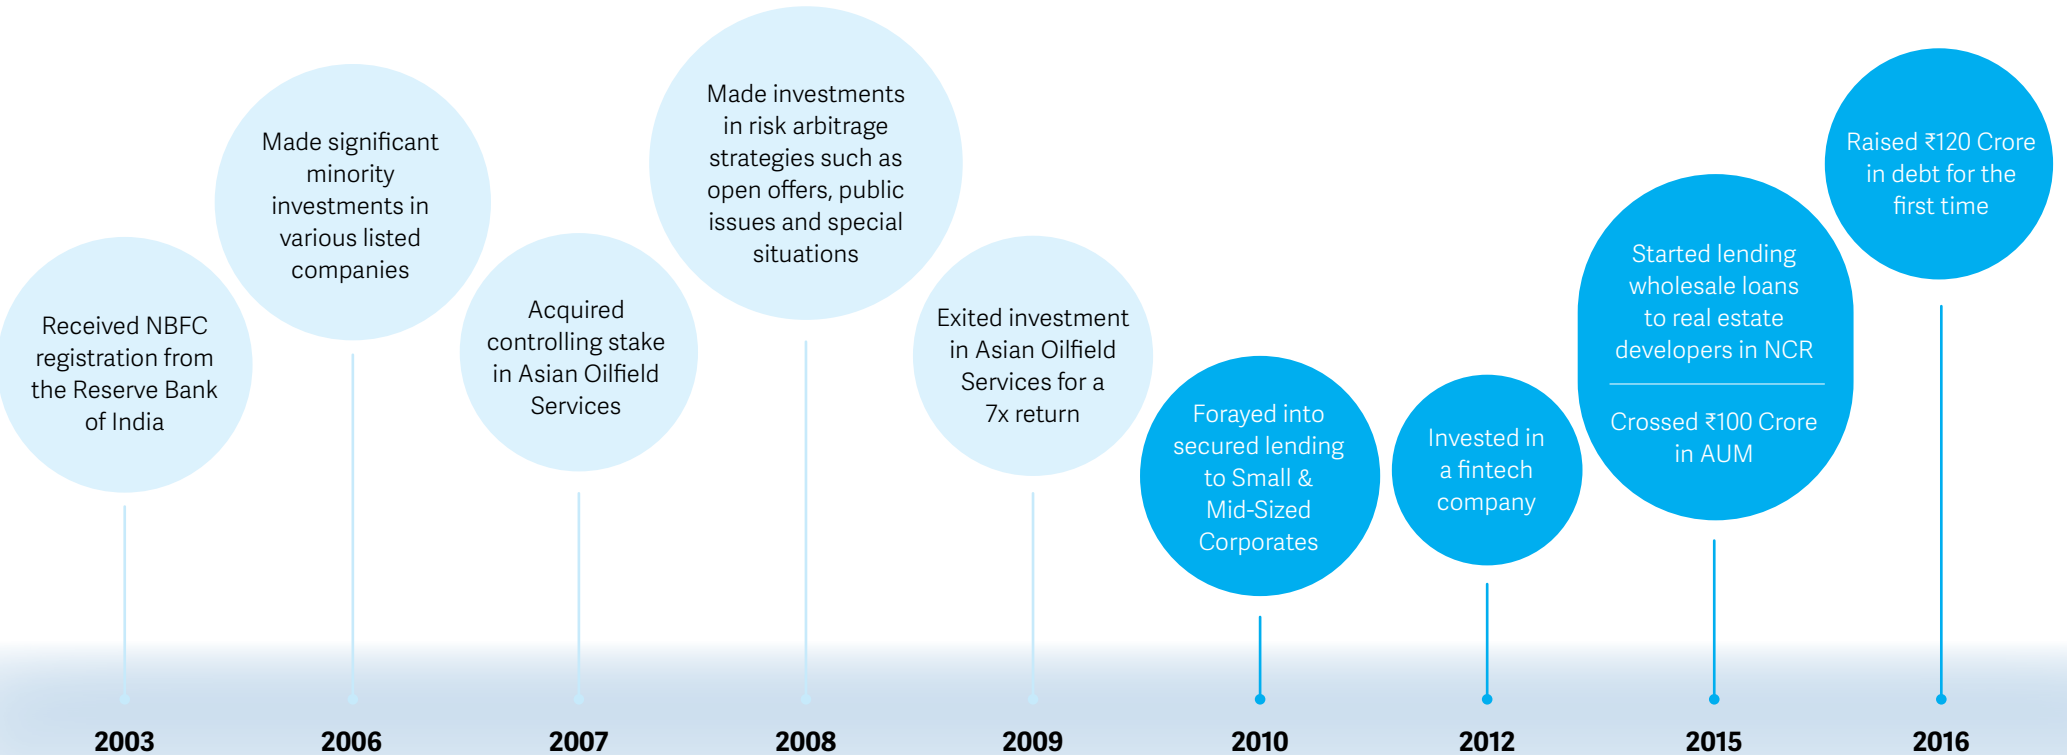 Received NBFC
registration from
the Reserve Bank
of India
Made significant
minority
investments in
various listed
companies
Acquired
controlling stake
in Asian Oilfield
Services
Made investments
in risk arbitrage
strategies such as
open offers, public
issues and special
situations
Exited investment
in Asian Oilfield
Services for a
7x return
Forayed into
secured lending
to Small &
Mid-Sized
Corporates
Invested in
a fintech
company
Started lending
wholesale loans
to real estate
developers in NCR
Crossed ₹100 Crore
in AUM
Raised ₹120 Crore
in debt for the
first time
2003 2006 2007 2008 2009 2010 2012 2015 2016